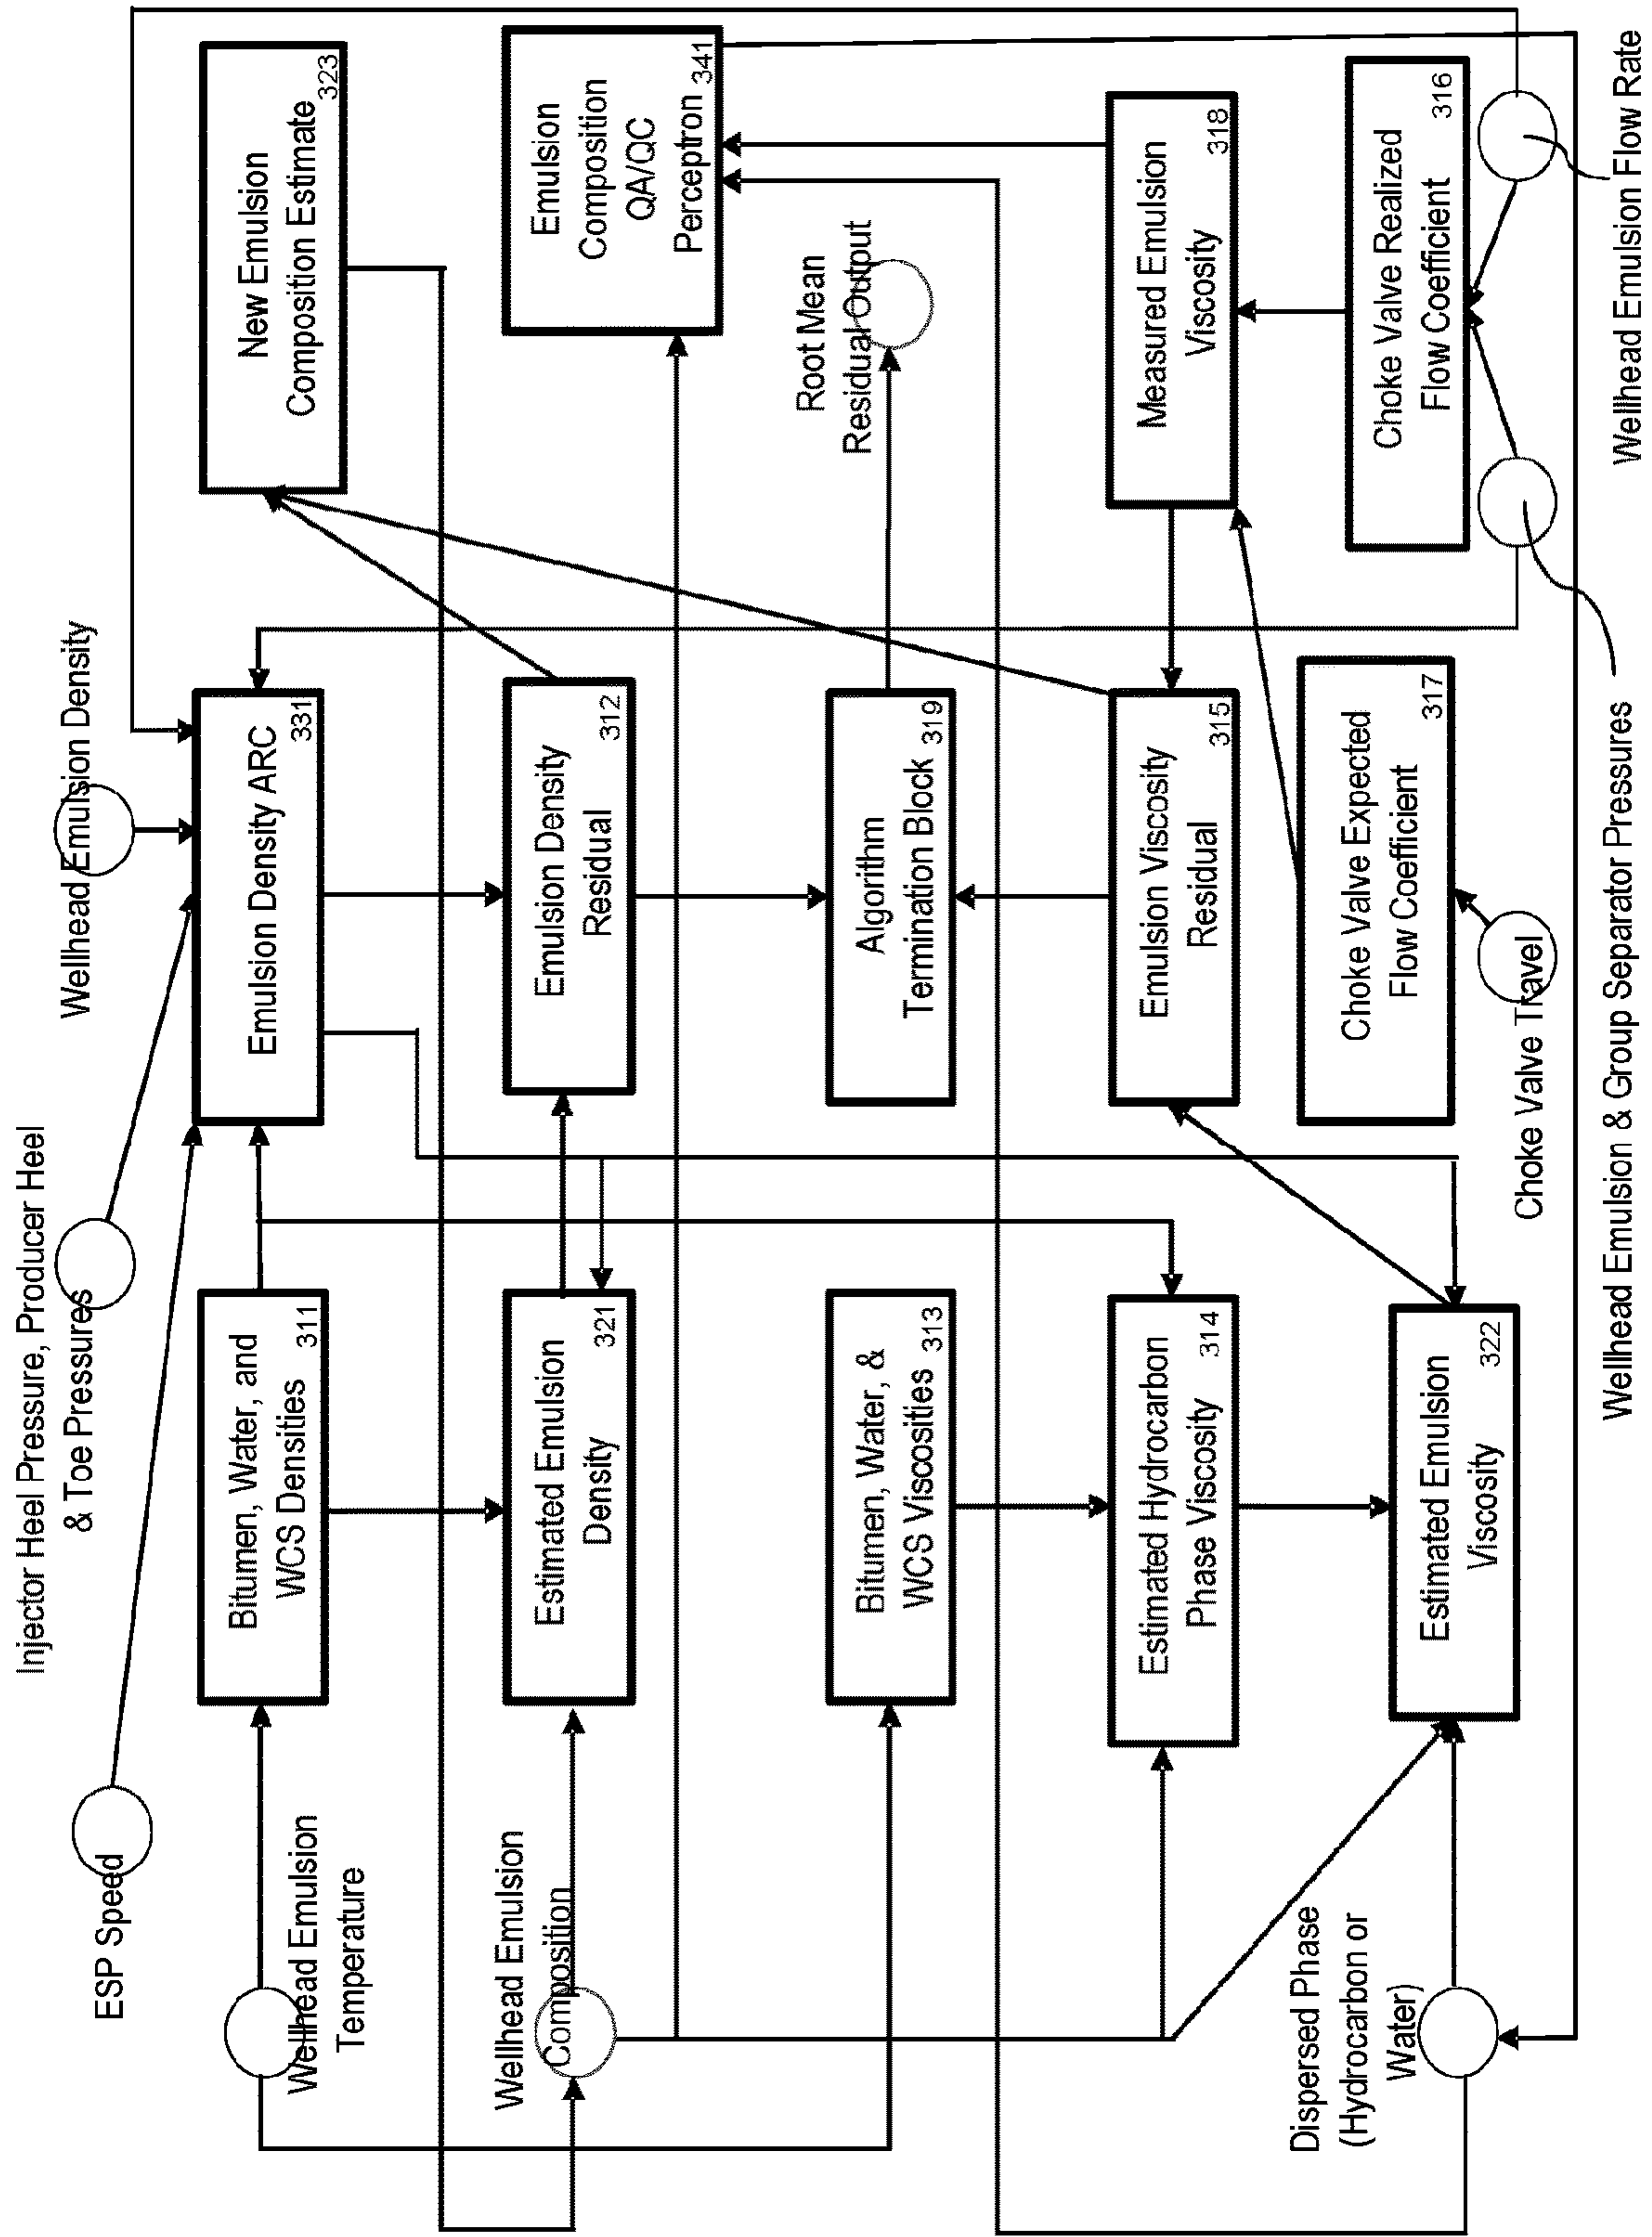 Injector Heel Pressure, Producer Heel
& Toe Pressures
ESP Speed
Wellhead Emulsion Density
Wellhead Emulsion
Temperature
Bitumen, Water, and
WCS Densities
311
Emulsion Density ARC
331
New Emulsion
Composition Estimate
323
Wellhead Emulsion
Composition
Estimated Emulsion
Density
321
Emulsion Density
Residual
312
Emulsion
Composition
QA/QC
Perceptron
341
Bitumen, Water, &
WCS Viscosities
313
Algorithm
Termination Block
319
Root Mean
Residual Output
Estimated Hydrocarbon
Phase Viscosity
314
Emulsion Viscosity
Residual
315
Measured Emulsion
Viscosity
318
Dispersed Phase
(Hydrocarbon or
Water)
Estimated Emulsion
Viscosity
322
Choke Valve Expected
Flow Coefficient
317
Choke Valve Realized
Flow Coefficient
316
Choke Valve Travel
Wellhead Emulsion & Group Separator Pressures
Wellhead Emulsion Flow Rate